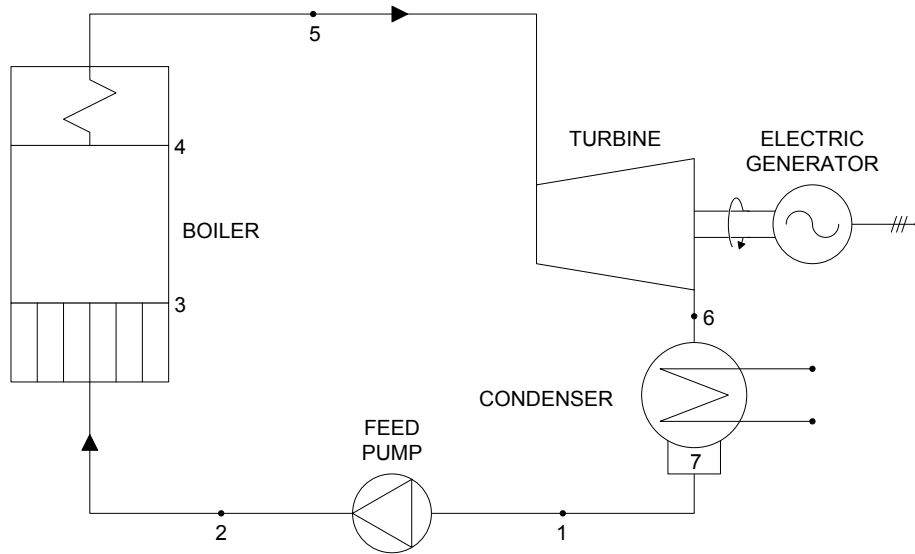 5
TURBINE
ELECTRIC
GENERATOR
4
BOILER
3
6
CONDENSER
FEED
PUMP
7
2
1